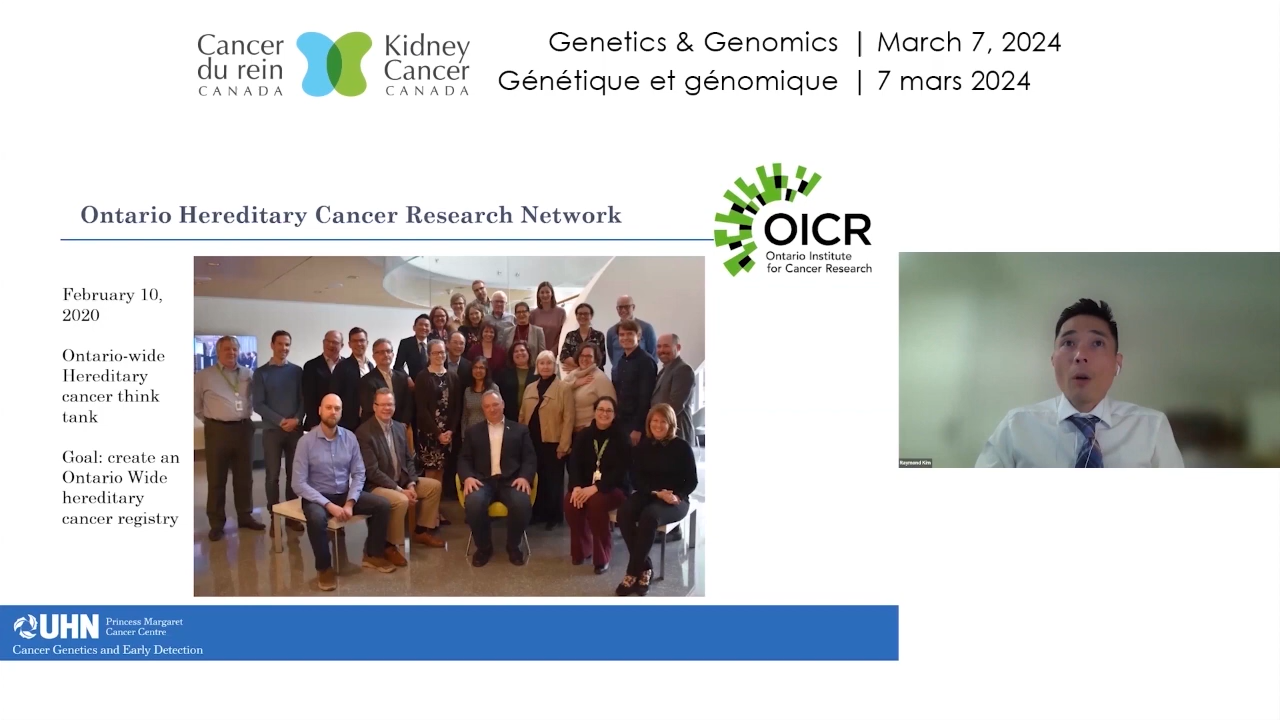 Cancer
du rein
CANADA
Kidney
Cancer
CANADA
Genetics & Genomics | March 7, 2024
Génétique et génomique | 7 mars 2024
Ontario Hereditary Cancer Research Network
OICR
Ontario Institute
for Cancer Research
February 10,
2020
Ontario-wide
Hereditary
cancer think
tank
Goal: create an
Ontario Wide
hereditary
cancer registry
Raymond Kim
UHN
Princess Margaret
Cancer Centre
Cancer Genetics and Early Detection